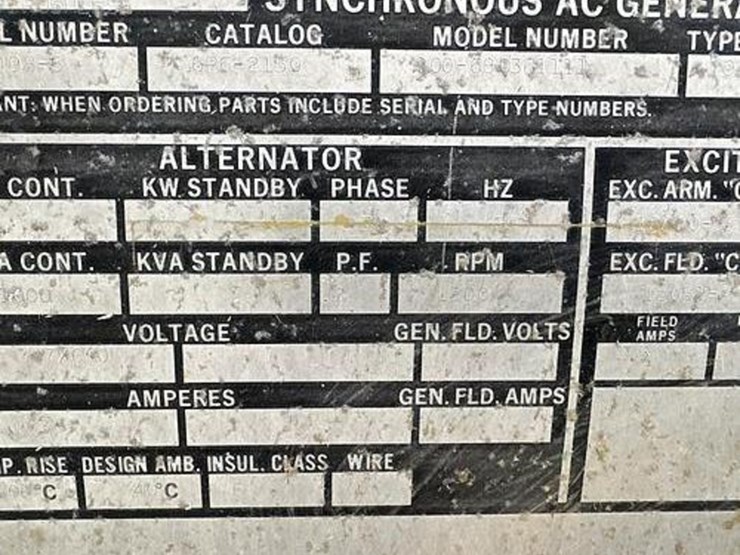 SYNCHRONOUS AC GENERA
L NUMBER CATALOG MODEL NUMBER TYPE
ANT: WHEN ORDERING PARTS INCLUDE SERIAL AND TYPE NUMBERS.
ALTERNATOR EXCIT
CONT. KW STANDBY PHASE HZ EXC. ARM. "C
A CONT. KVA STANDBY P.F. RPM EXC. FLD. "C
VOLTAGE GEN. FLD. VOLTS FIELD AMPS
AMPERES GEN. FLD. AMPS
P. RISE DESIGN AMB. INSUL. CLASS WIRE
°C °C